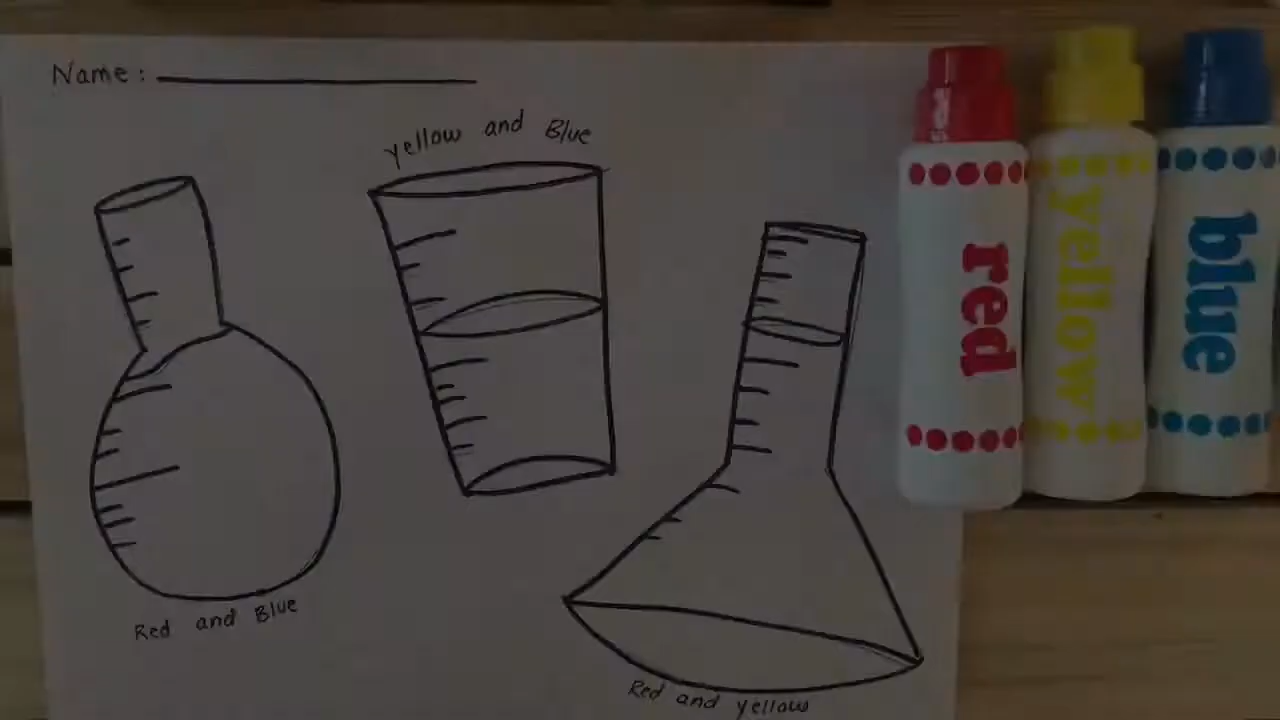 Name:
yellow and Blue
Red and Blue
Red and yellow
red
yellow
blue